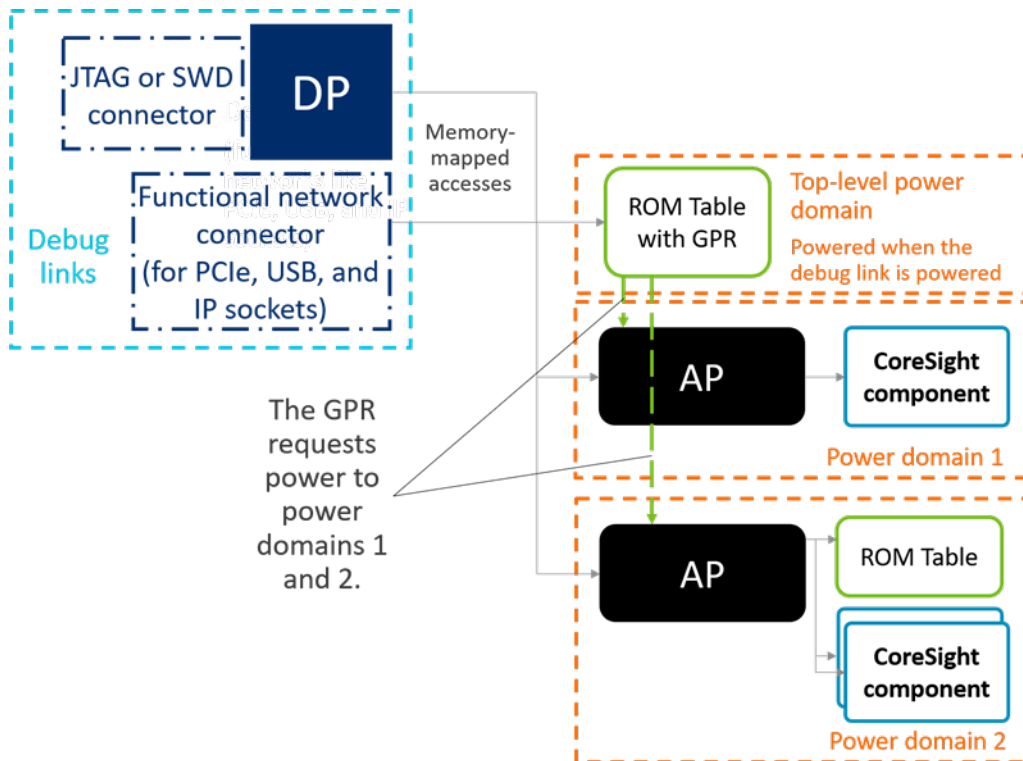 JTAG or SWD
connector
DP
Functional network
connector
(for PCIe, USB, and
IP sockets)
Debug
links
Memory-
mapped
accesses
ROM Table
with GPR
Top-level power
domain
Powered when the
debug link is powered
AP
CoreSight
component
Power domain 1
The GPR
requests
power to
power
domains 1
and 2.
AP
ROM Table
CoreSight
component
Power domain 2